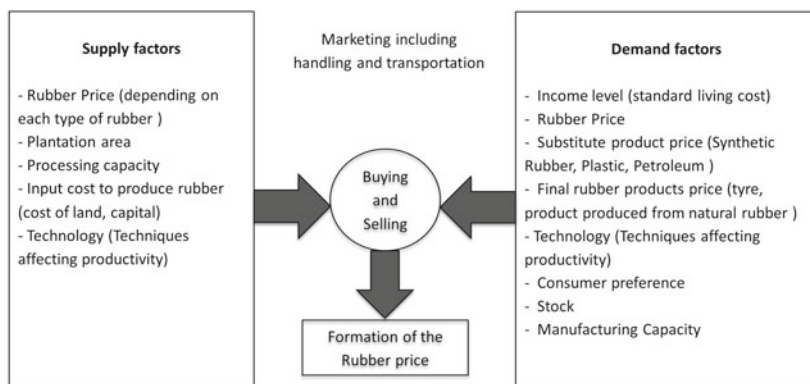 Supply factors
- Rubber Price (depending on
each type of rubber )
- Plantation area
- Processing capacity
- Input cost to produce rubber
(cost of land, capital)
- Technology (Techniques
affecting productivity)
Marketing including
handling and transportation
Buying
and
Selling
Formation of the
Rubber price
Demand factors
- Income level (standard living cost)
- Rubber Price
- Substitute product price (Synthetic
Rubber, Plastic, Petroleum )
- Final rubber products price (tyre,
product produced from natural rubber )
- Technology (Techniques affecting
productivity)
- Consumer preference
- Stock
- Manufacturing Capacity